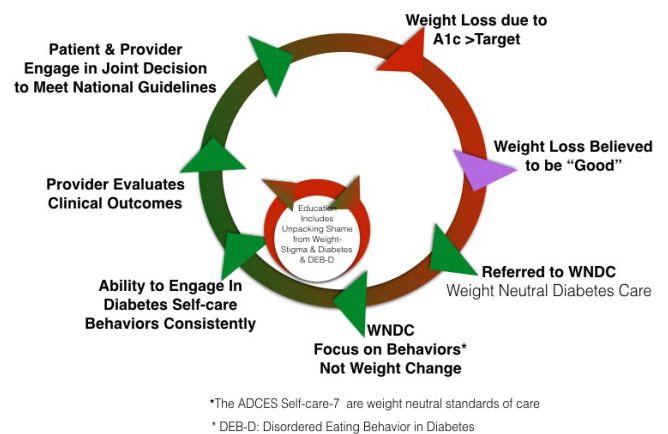 Weight Loss due to
A1c >Target
Weight Loss Believed
to be “Good”
Referred to WNDC
Weight Neutral Diabetes Care
WNDC
Focus on Behaviors*
Not Weight Change
Ability to Engage In
Diabetes Self-care
Behaviors Consistently
Provider Evaluates
Clinical Outcomes
Patient & Provider
Engage in Joint Decision
to Meet National Guidelines
Education
Includes
Unpacking Shame
from Weight-
Stigma & Diabetes
& DEB-D
*The ADCES Self-care-7 are weight neutral standards of care
* DEB-D: Disordered Eating Behavior in Diabetes